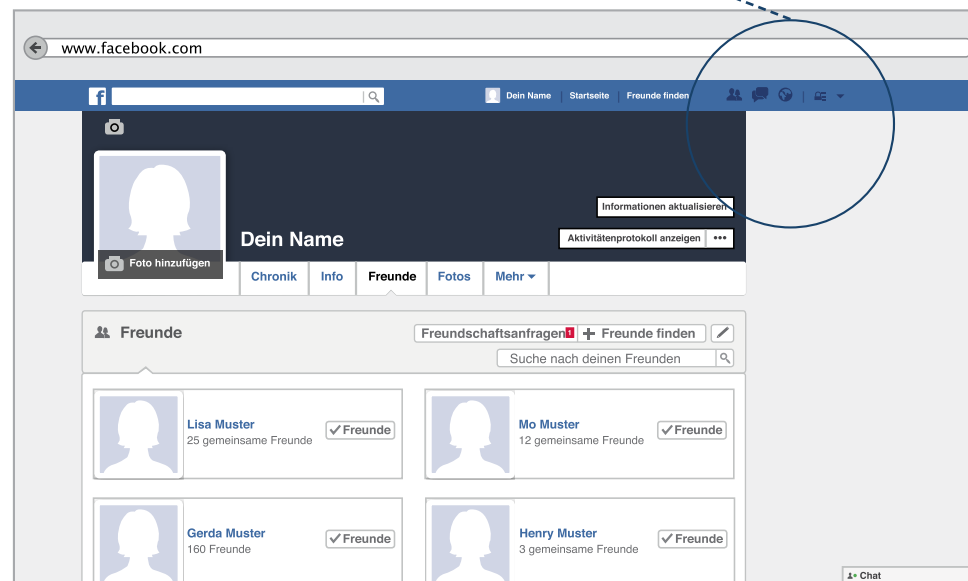 www.facebook.com
f
Dein Name | Startseite | Freunde finden
Informationen aktualisieren
Dein Name
Aktivitätenprotokoll anzeigen •••
Foto hinzufügen
Chronik Info Freunde Fotos Mehr
Freunde
Freundschaftsanfragen 1 + Freunde finden
Suche nach deinen Freunden
Lisa Muster
25 gemeinsame Freunde
Freunde
Mo Muster
12 gemeinsame Freunde
Freunde
Gerda Muster
160 Freunde
Freunde
Henry Muster
3 gemeinsame Freunde
Freunde
Chat